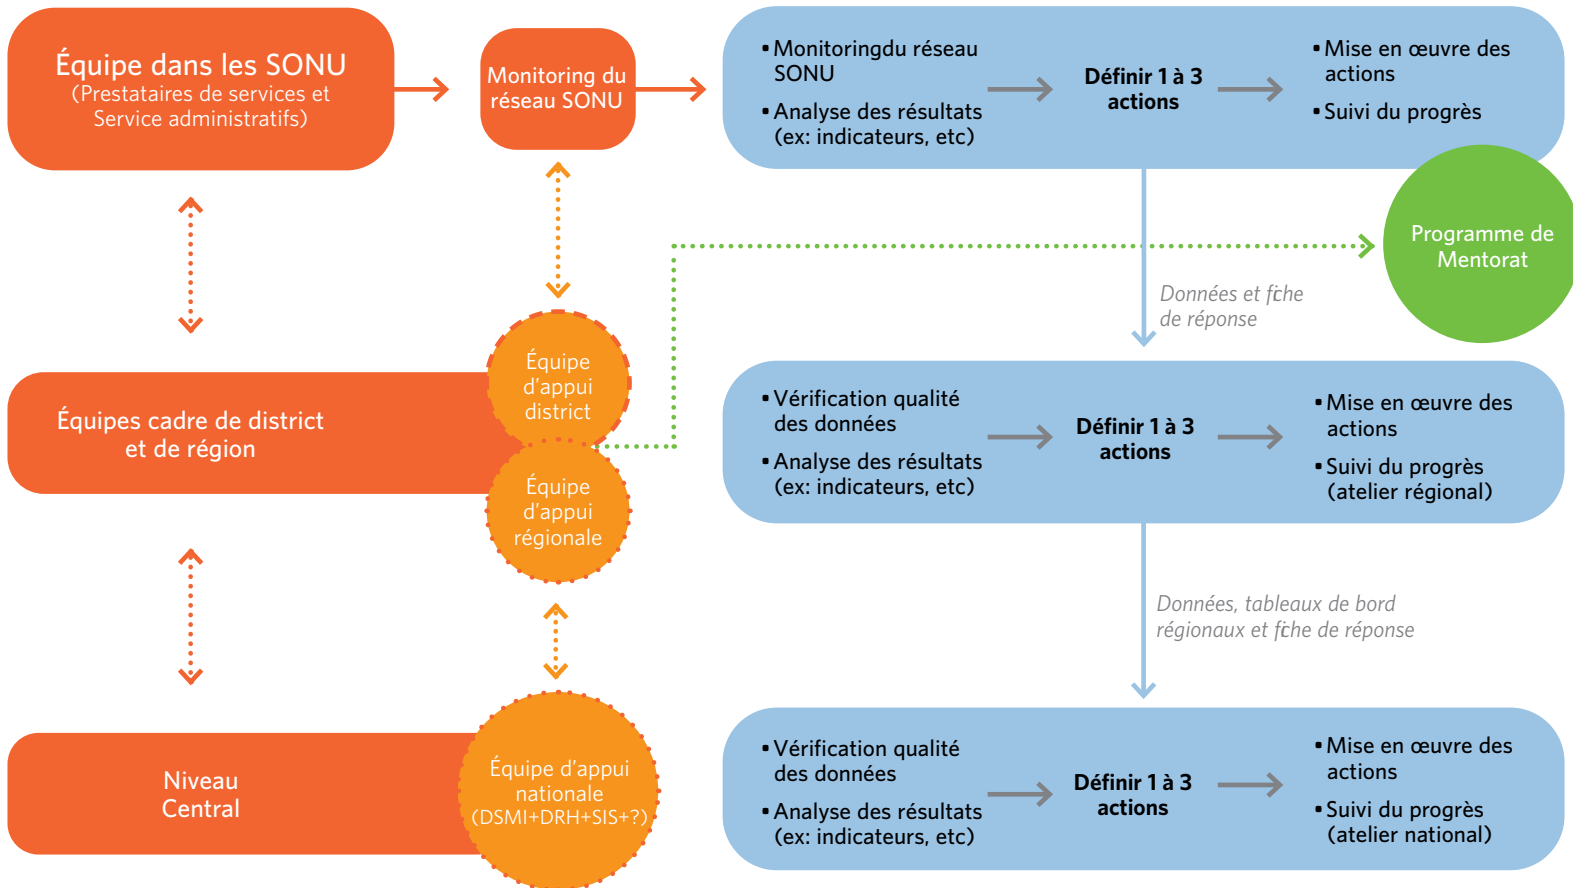 Équipe dans les SONU
(Prestataires de services et
Service administratifs)
Monitoring du
réseau SONU
▪ Monitoringdu réseau
SONU
▪ Analyse des résultats
(ex: indicateurs, etc)
Définir 1 à 3
actions
▪ Mise en œuvre des
actions
▪ Suivi du progrès
Programme de
Mentorat
Données et fiche
de réponse
Équipes cadre de district
et de région
Équipe
d'appui
district
Équipe
d'appui
régionale
▪ Vérification qualité
des données
▪ Analyse des résultats
(ex: indicateurs, etc)
Définir 1 à 3
actions
▪ Mise en œuvre des
actions
▪ Suivi du progrès
(atelier régional)
Données, tableaux de bord
régionaux et fiche de réponse
Niveau
Central
Équipe d'appui
nationale
(DSMI+DRH+SIS+?)
▪ Vérification qualité
des données
▪ Analyse des résultats
(ex: indicateurs, etc)
Définir 1 à 3
actions
▪ Mise en œuvre des
actions
▪ Suivi du progrès
(atelier national)